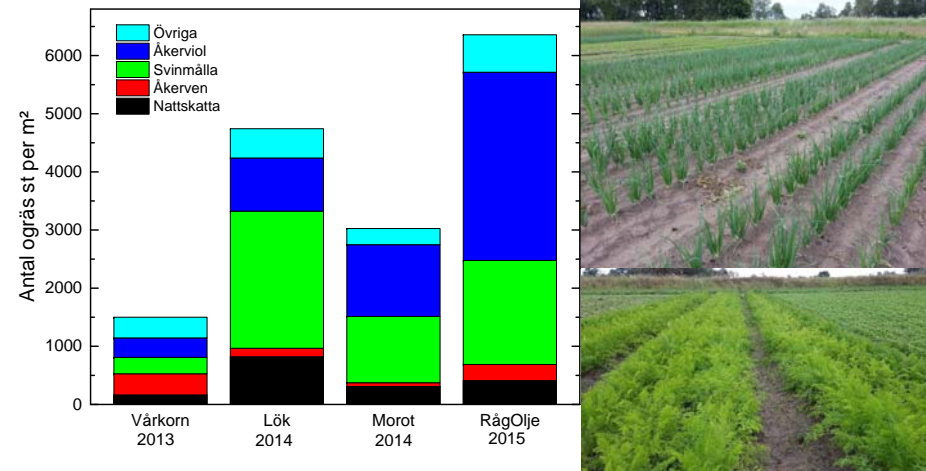 Antal ogräs st per m²
6000
5000
4000
3000
2000
1000
0
Övriga
Åkerviol
Svinmålla
Åkerven
Nattskatta
Vårkorn
2013
Lök
2014
Morot
2014
RågOlje
2015